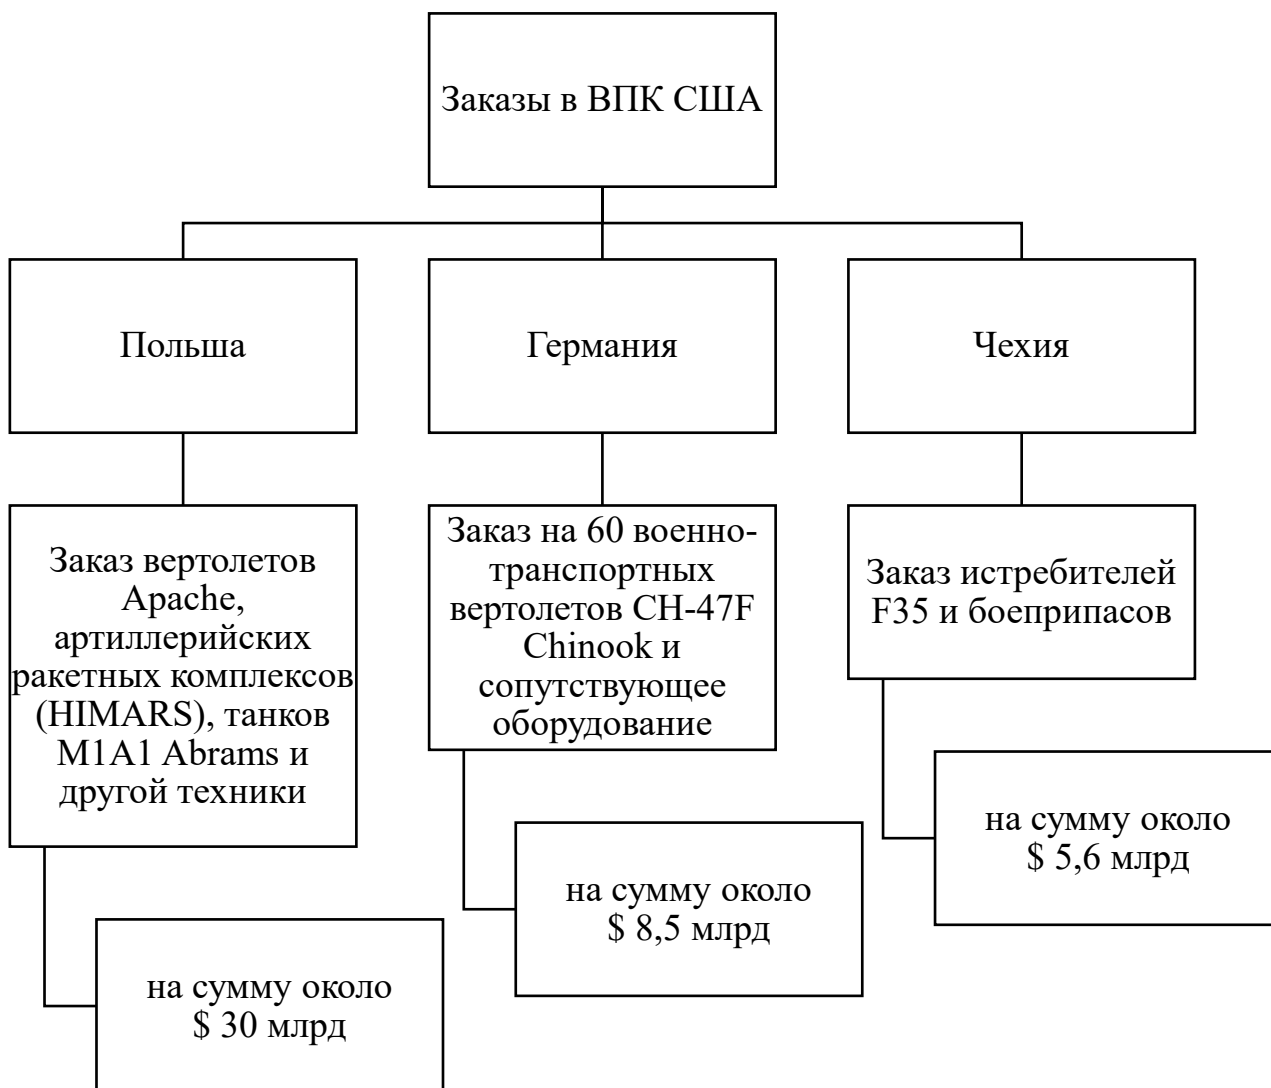 Заказы в ВПК США
Польша
Германия
Чехия
Заказ вертолетов
Apache,
артиллерийских
ракетных комплексов
(HIMARS), танков
M1A1 Abrams и
другой техники
на сумму около
$ 30 млрд
Заказ на 60 военно-
транспортных
вертолетов CH-47F
Chinook и
сопутствующее
оборудование
на сумму около
$ 8,5 млрд
Заказ истребителей
F35 и боеприпасов
на сумму около
$ 5,6 млрд